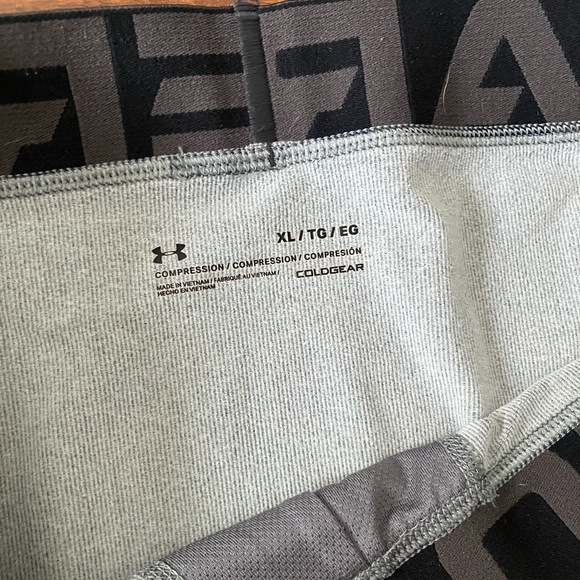 XL / TG / EG
COMPRESSION / COMPRESSION / COMPRESIÓN
MADE IN VIETNAM / FABRIQUÉ AU VIETNAM /
HECHO EN VIETNAM
COLDGEAR